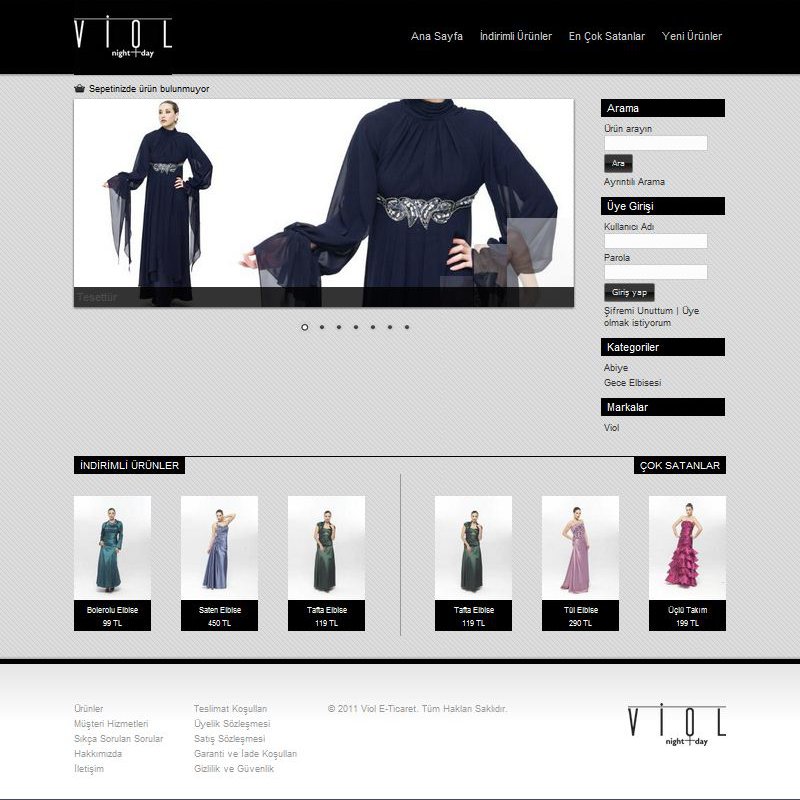 VİOL
night+day
Ana Sayfa İndirimli Ürünler En Çok Satanlar Yeni Ürünler
Sepetinizde ürün bulunmuyor
Tesettür
Arama
Ürün arayın
Ara
Ayrıntılı Arama
Üye Girişi
Kullanıcı Adı
Parola
Giriş yap
Şifremi Unuttum | Üye
olmak istiyorum
Kategoriler
Abiye
Gece Elbisesi
Markalar
Viol
İNDİRİMLİ ÜRÜNLER
ÇOK SATANLAR
Bolerolu Elbise
99 TL
Saten Elbise
450 TL
Tafta Elbise
119 TL
Tafta Elbise
119 TL
Tül Elbise
290 TL
Üçlü Takım
199 TL
Ürünler
Müşteri Hizmetleri
Sıkça Sorulan Sorular
Hakkımızda
İletişim
Teslimat Koşulları
Üyelik Sözleşmesi
Satış Sözleşmesi
Garanti ve İade Koşulları
Gizlilik ve Güvenlik
© 2011 Viol E-Ticaret. Tüm Hakları Saklıdır.
VİOL
night+day